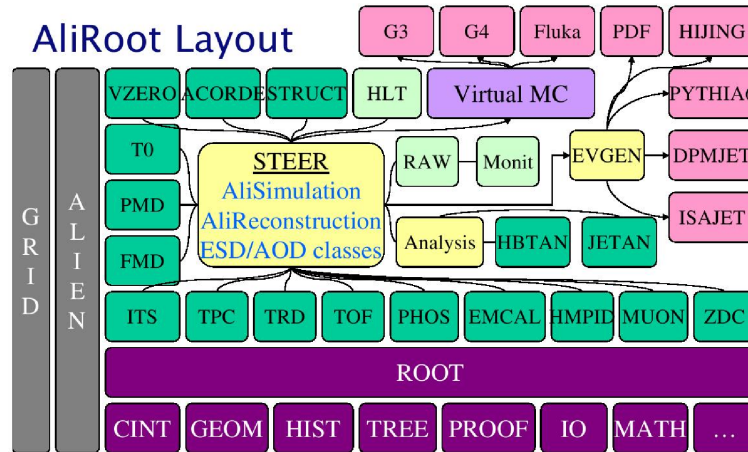 AliRoot Layout
G3
G4
Fluka
PDF
HIJING
VZERO
ACORDE
STRUCT
HLT
Virtual MC
PYTHIA6
T0
STEER
AliSimulation
AliReconstruction
ESD/AOD classes
RAW
Monit
EVGEN
DPMJET
PMD
ISAJET
Analysis
HBTAN
JETAN
FMD
GRID
ALIEN
ITS
TPC
TRD
TOF
PHOS
EMCAL
HMPID
MUON
ZDC
ROOT
CINT
GEOM
HIST
TREE
PROOF
IO
MATH
...